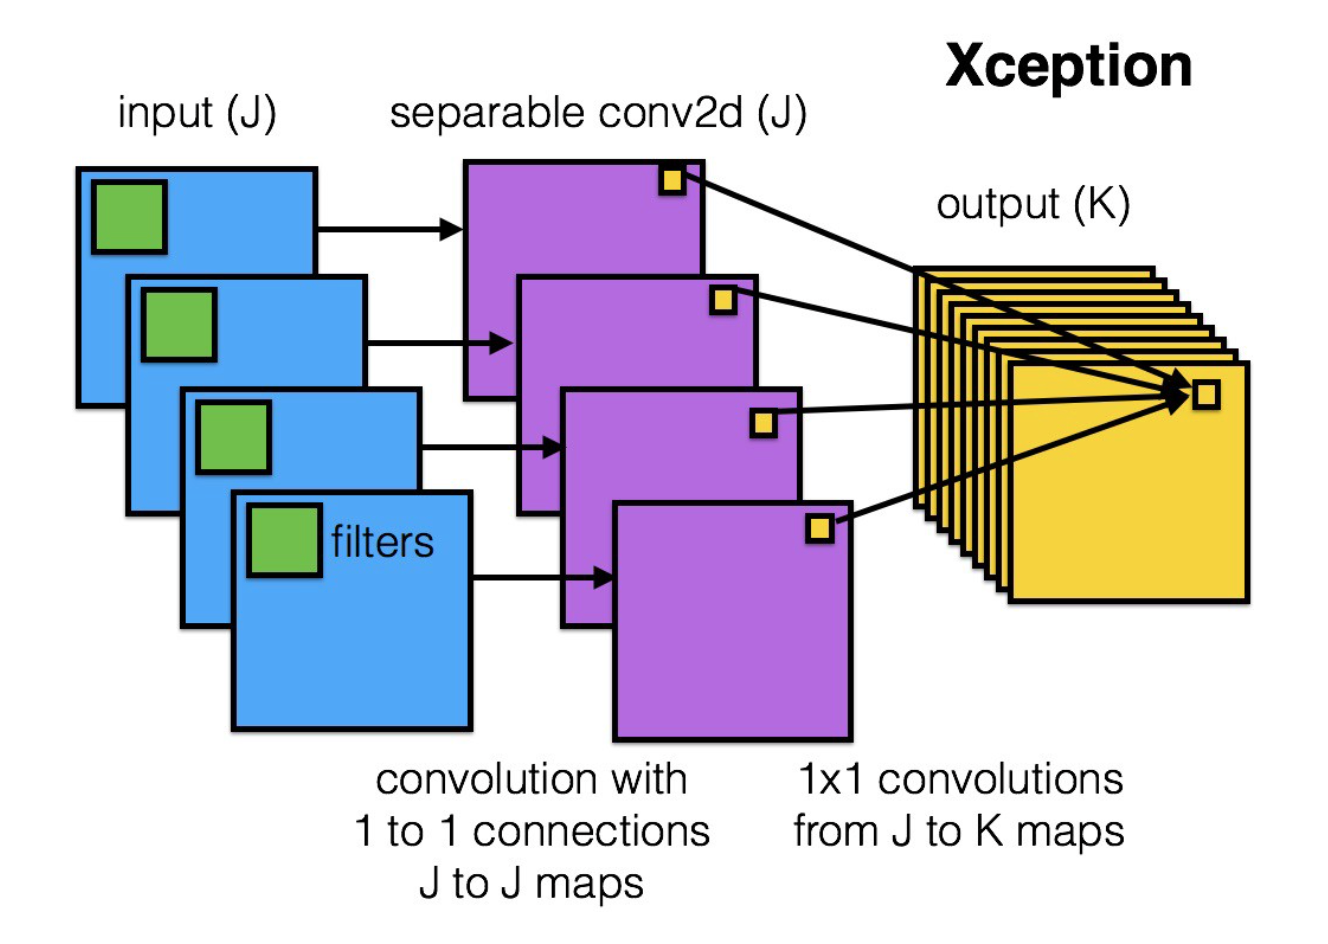 Xception
input (J)
separable conv2d (J)
output (K)
filters
convolution with
1 to 1 connections
J to J maps
1x1 convolutions
from J to K maps